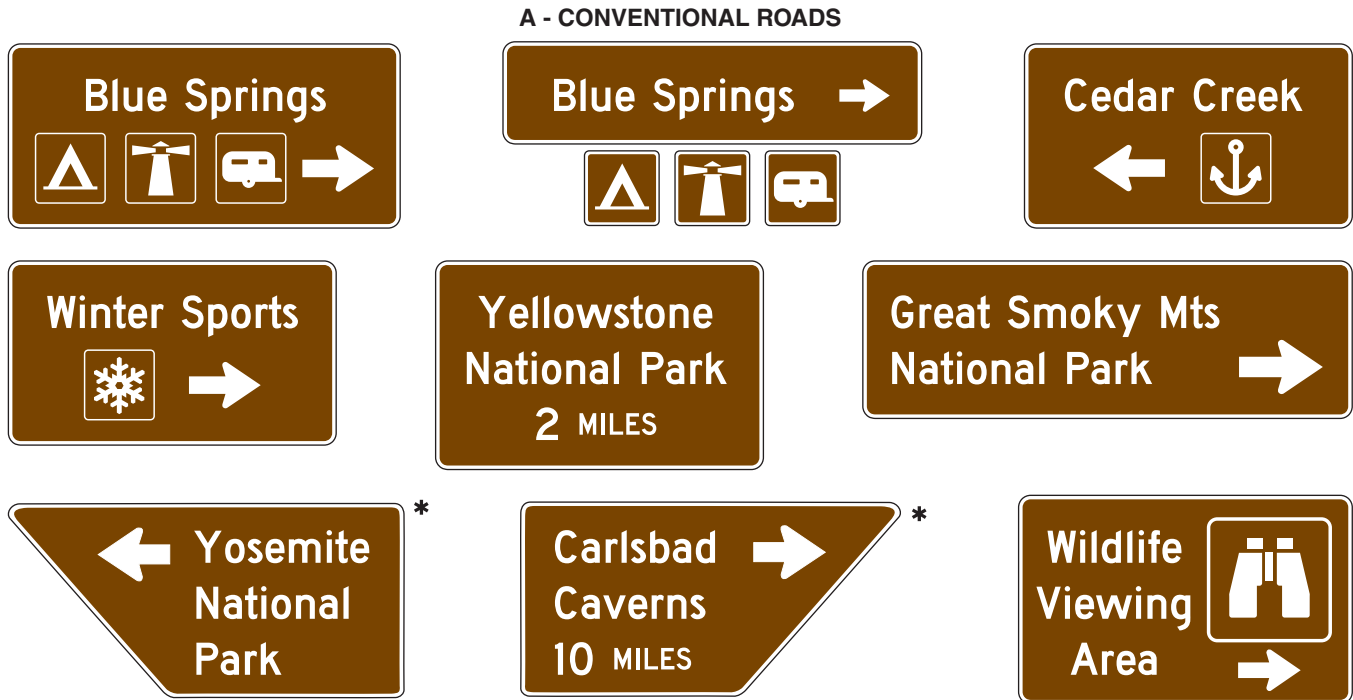 A - CONVENTIONAL ROADS
Blue Springs
Blue Springs
Cedar Creek
Winter Sports
Yellowstone
National Park
2 MILES
Great Smoky Mts
National Park
Yosemite
National
Park
*
Carlsbad
Caverns
10 MILES
*
Wildlife
Viewing
Area